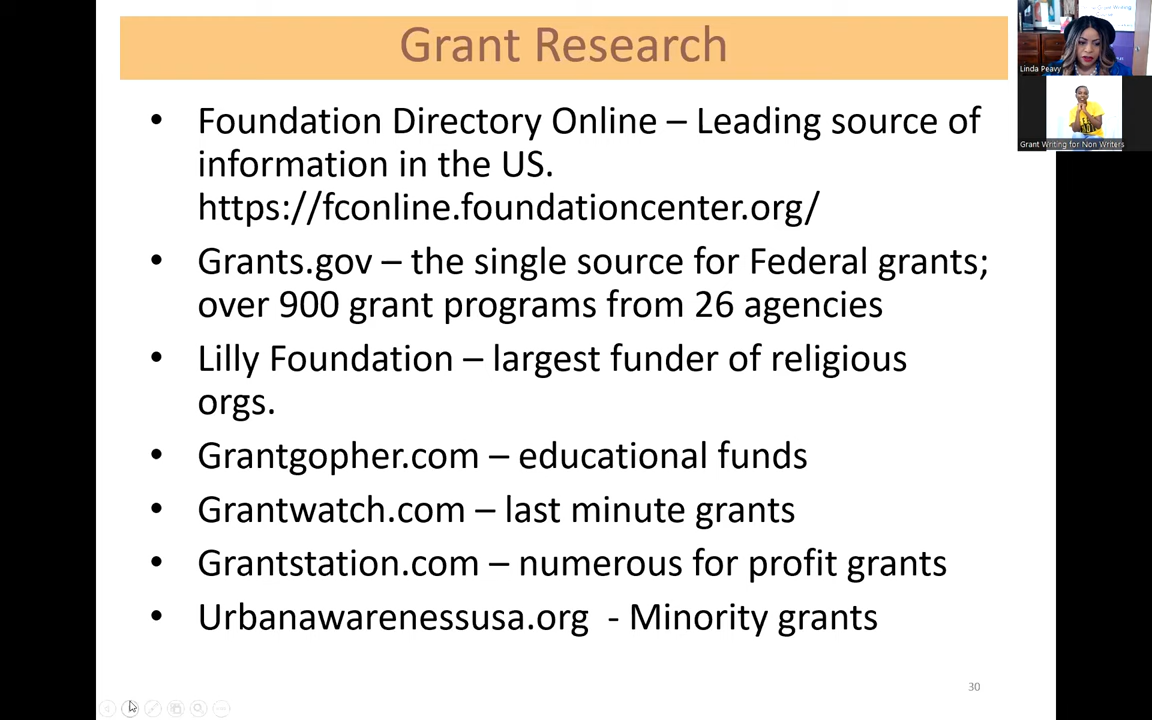 Grant Research
• Foundation Directory Online – Leading source of
information in the US.
https://fconline.foundationcenter.org/
• Grants.gov – the single source for Federal grants;
over 900 grant programs from 26 agencies
• Lilly Foundation – largest funder of religious
orgs.
• Grantgopher.com – educational funds
• Grantwatch.com – last minute grants
• Grantstation.com – numerous for profit grants
• Urbanawarenessusa.org - Minority grants
30
Linda Peavy
Grant Writing for Non Writers